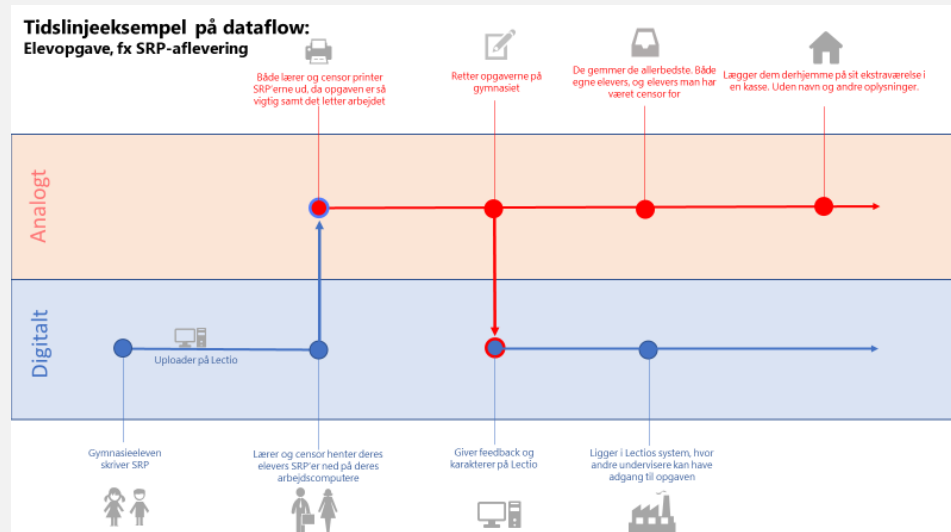 Tidslinjeeksempel på dataflow:
Elevopgave, fx SRP-aflevering
Både lærer og censor printer
SRP'erne ud, da opgaven er så
vigtig samt det letter arbejdet
Retter opgaverne på
gymnasiet
De gemmer de allerbedste. Både
egne elevers, og elevers man har
været censor for
Lægger dem derhjemme på sit ekstraværelse i
en kasse. Uden navn og andre oplysninger.
Analogt
Digitalt
Uploader på Lectio
Gymnasieeleven
skriver SRP
Lærer og censor henter deres
elevers SRP'er ned på deres
arbejdscomputere
Giver feedback og
karakterer på Lectio
Ligger i Lectios system, hvor
andre undervisere kan have
adgang til opgaven